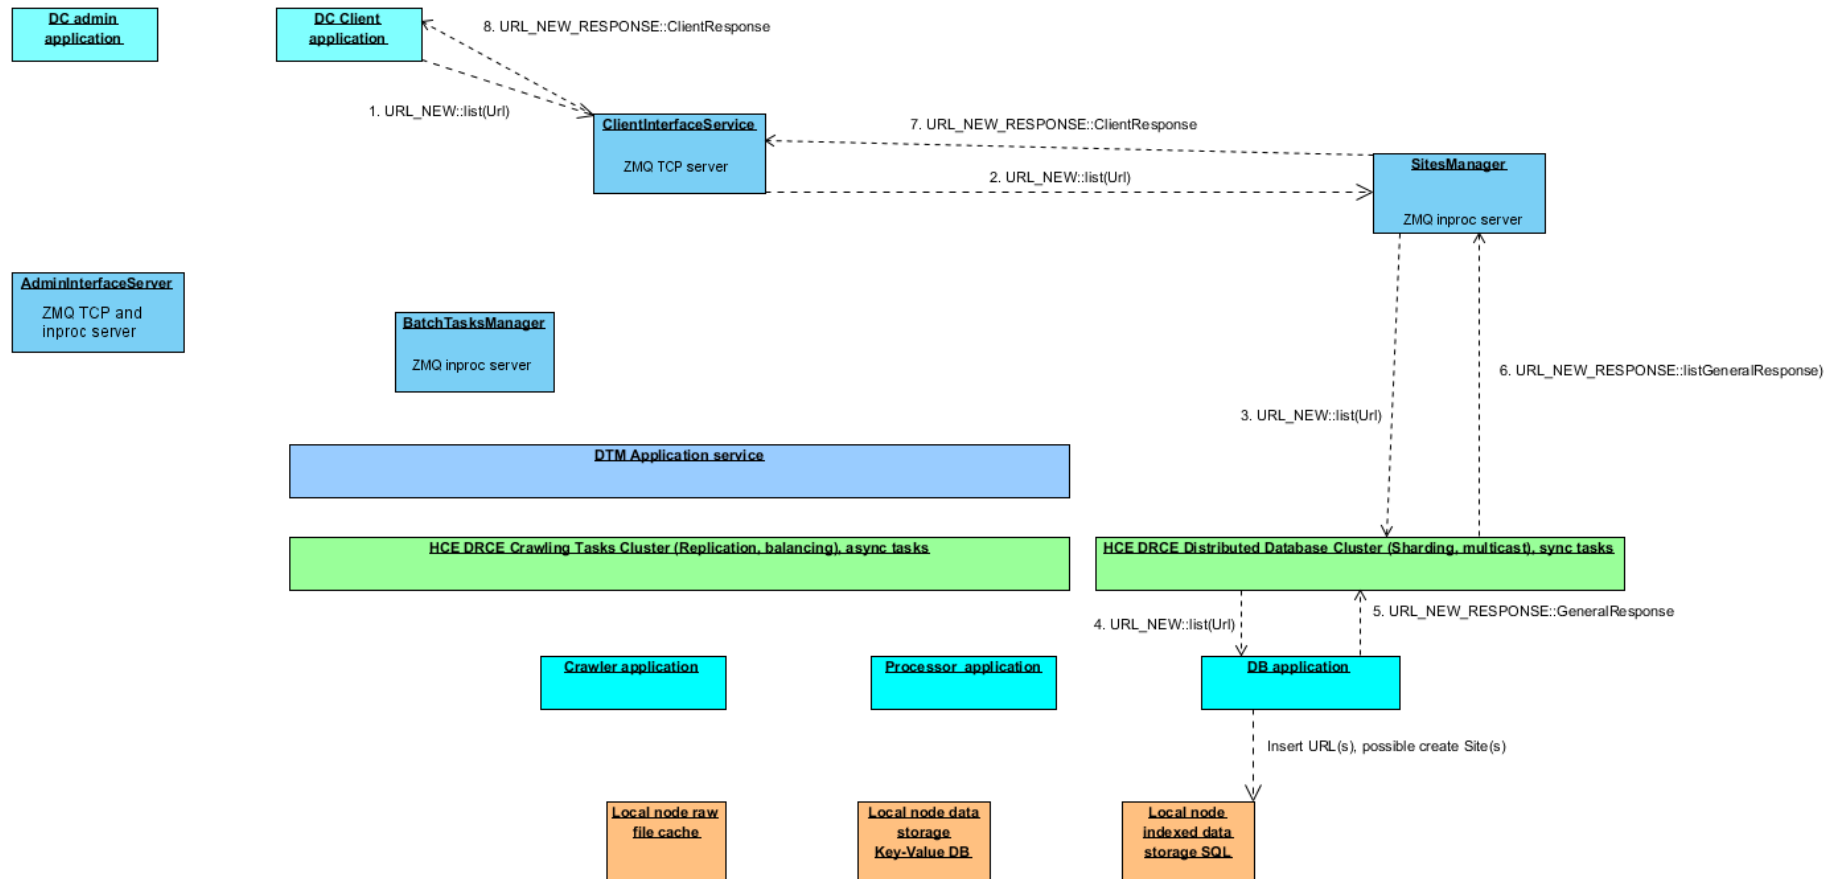 DC admin
application
DC Client
application
8. URL_NEW_RESPONSE::ClientResponse
1. URL_NEW::list(Url)
ClientInterfaceService
ZMQ TCP server
7. URL_NEW_RESPONSE::ClientResponse
2. URL_NEW::list(Url)
SitesManager
ZMQ inproc server
AdminInterfaceServer
ZMQ TCP and
inproc server
BatchTasksManager
ZMQ inproc server
6. URL_NEW_RESPONSE::listGeneralResponse)
3. URL_NEW::list(Url)
DTM Application service
HCE DRCE Crawling Tasks Cluster (Replication, balancing), async tasks
HCE DRCE Distributed Database Cluster (Sharding, multicast), sync tasks
4. URL_NEW::list(Url)
5. URL_NEW_RESPONSE::GeneralResponse
Crawler application
Processor application
DB application
Insert URL(s), possible create Site(s)
Local node raw
file cache
Local node data
storage
Key-Value DB
Local node
indexed data
storage SQL